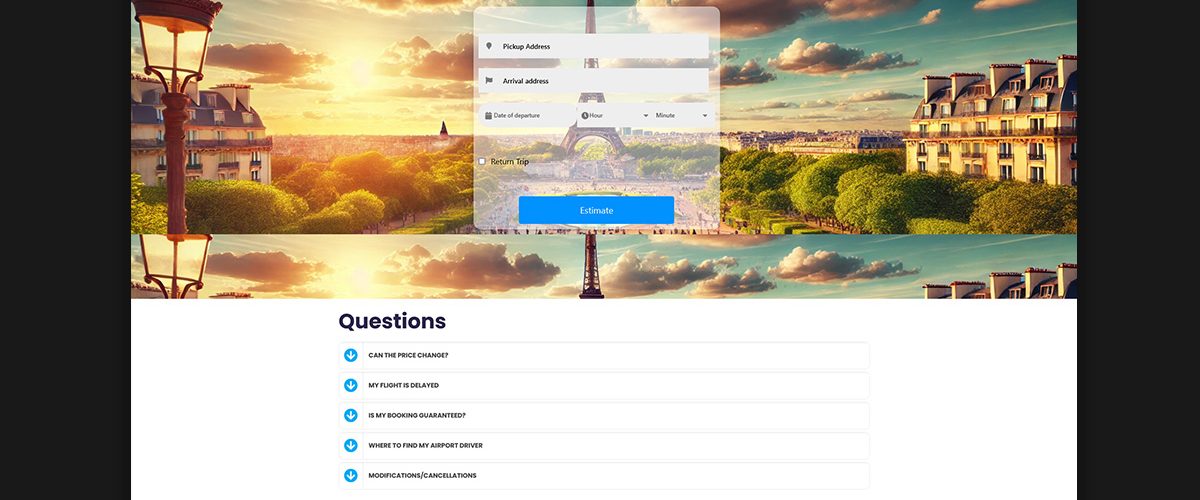 Pickup Address
Arrival address
Date of departure Hour Minute
Return Trip
Estimate
Questions
CAN THE PRICE CHANGE?
MY FLIGHT IS DELAYED
IS MY BOOKING GUARANTEED?
WHERE TO FIND MY AIRPORT DRIVER
MODIFICATIONS/CANCELLATIONS